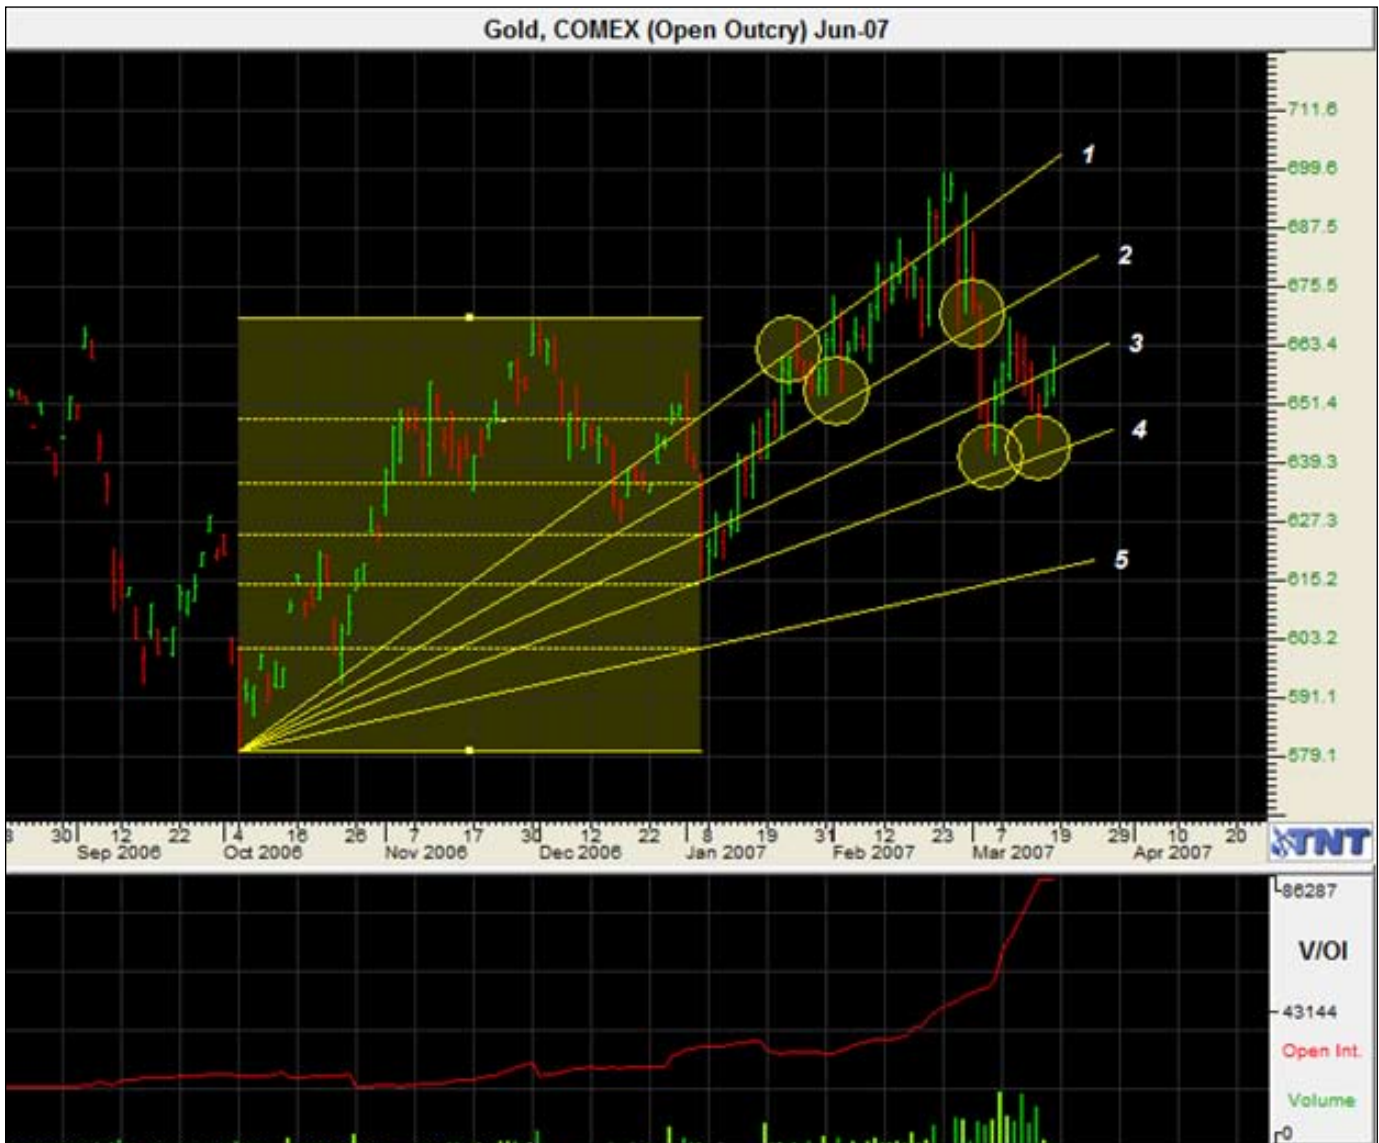 Gold, COMEX (Open Outcry) Jun-07
711.6
699.6
687.5
675.5
663.4
651.4
639.3
627.3
615.2
603.2
591.1
579.1
1
2
3
4
5
30 12 22 4 16 26 7 17 30 12 22 8 19 31 12 23 7 19 29 10 20
Sep 2006 Oct 2006 Nov 2006 Dec 2006 Jan 2007 Feb 2007 Mar 2007 Apr 2007
TNT
86287
V/OI
43144
Open Int.
Volume
0